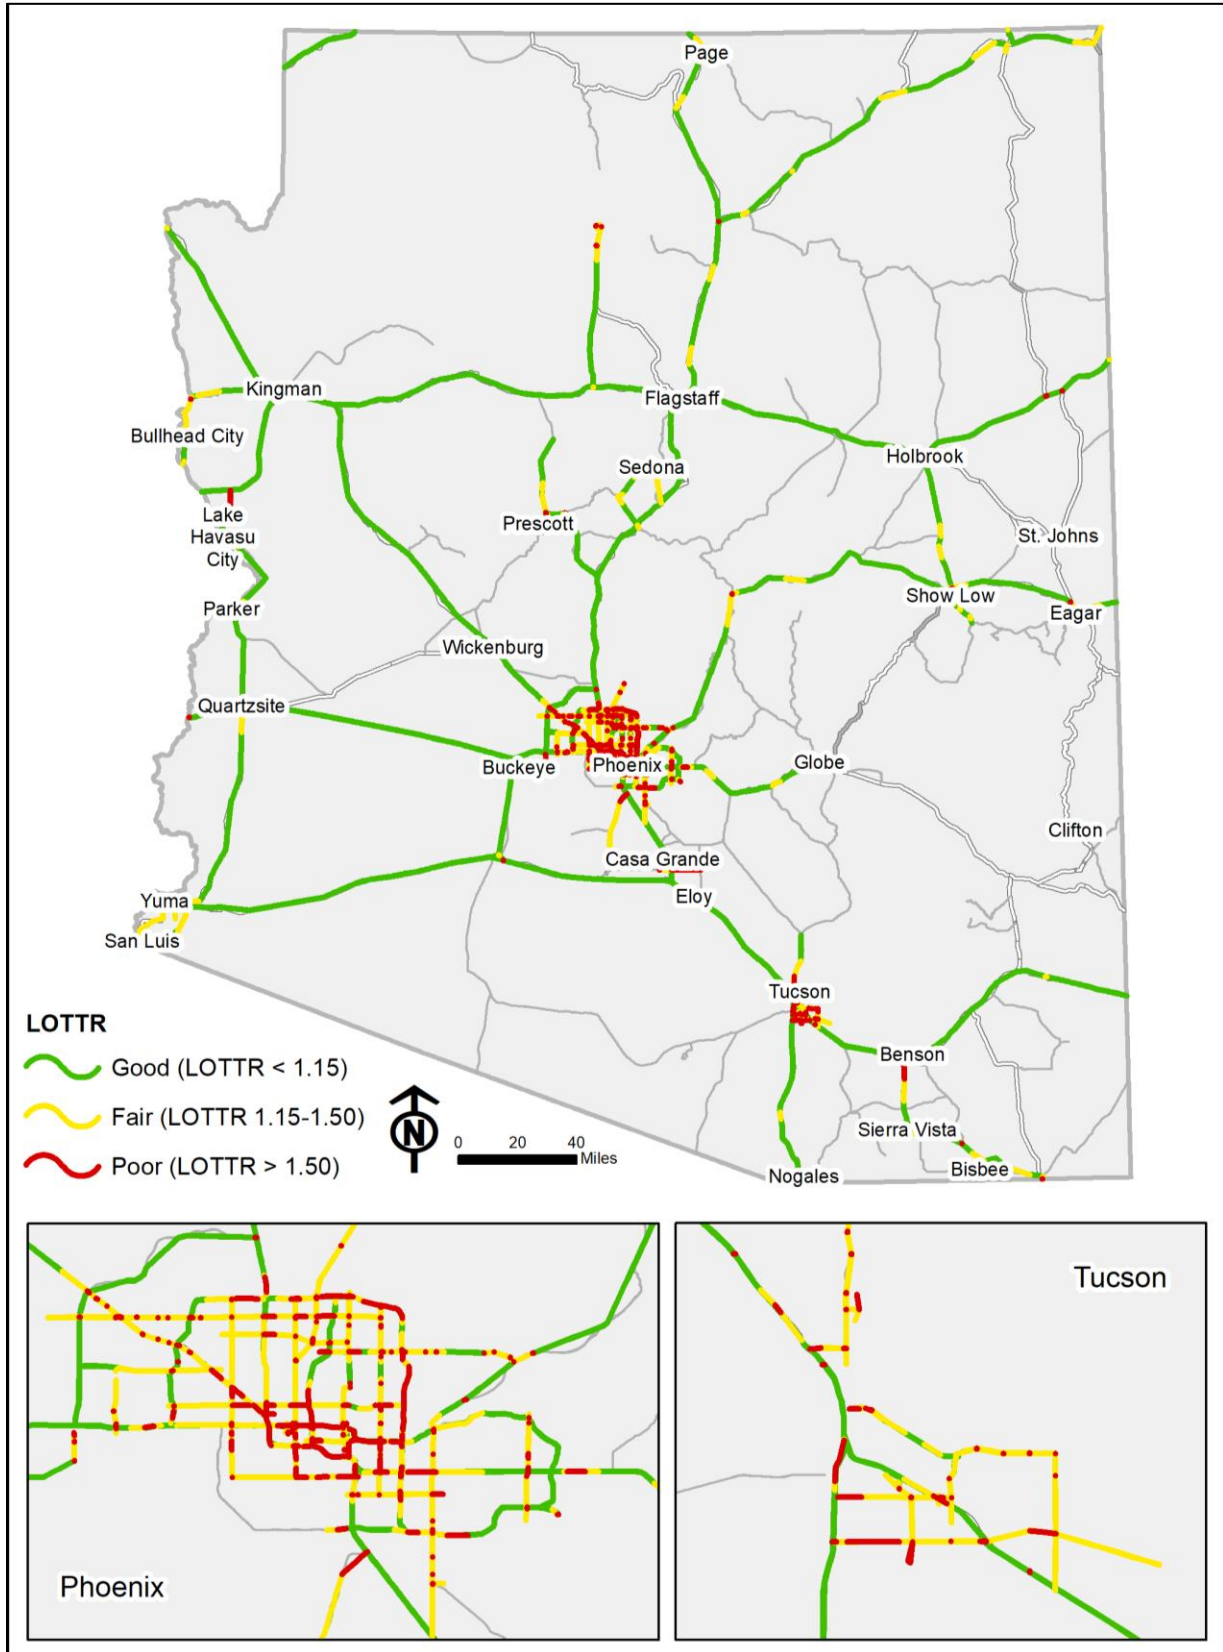 Page
Kingman
Flagstaff
Bullhead City
Holbrook
Sedona
Lake
Havasu
City
Prescott
St. Johns
Parker
Show Low
Eagar
Wickenburg
Quartzsite
Buckeye
Phoenix
Globe
Clifton
Casa Grande
Eloy
Yuma
San Luis
Tucson
Benson
Sierra Vista
Bisbee
Nogales
LOTTR
Good (LOTTR < 1.15)
Fair (LOTTR 1.15-1.50)
Poor (LOTTR > 1.50)
N
0 20 40
Miles
Phoenix
Tucson